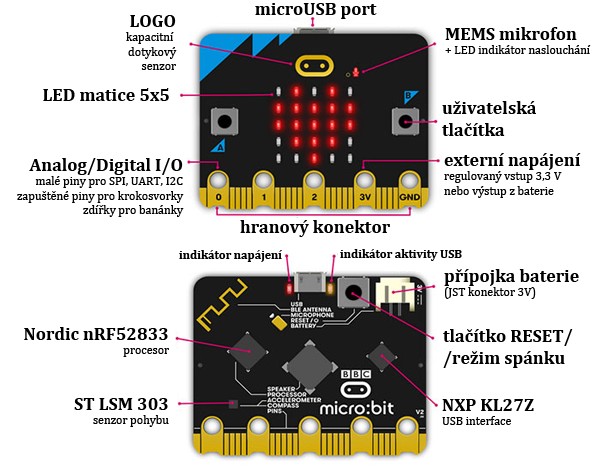 microUSB port
LOGO
kapacitní
dotykový
senzor
MEMS mikrofon
+ LED indikátor naslouchání
LED matice 5x5
B
uživatelská
tlačítka
A
Analog/Digital I/O
malé piny pro SPI, UART, I2C
zapuštěné piny pro krokosvorky
zdířky pro banánky
externí napájení
regulovaný vstup 3,3 V
nebo výstup z baterie
0 1 2 3V GND
hranový konektor
indikátor napájení
indikátor aktivity USB
přípojka baterie
(JST konektor 3V)
USB
BLE ANTENNA
MICROPHONE
RESET/
BATTERY
Nordic nRF52833
procesor
tlačítko RESET/
/režim spánku
BBC
micro:bit
SPEAKER
PROCESSOR
ACCELEROMETER
COMPASS
PINS
ST LSM 303
senzor pohybu
NXP KL27Z
USB interface
V2